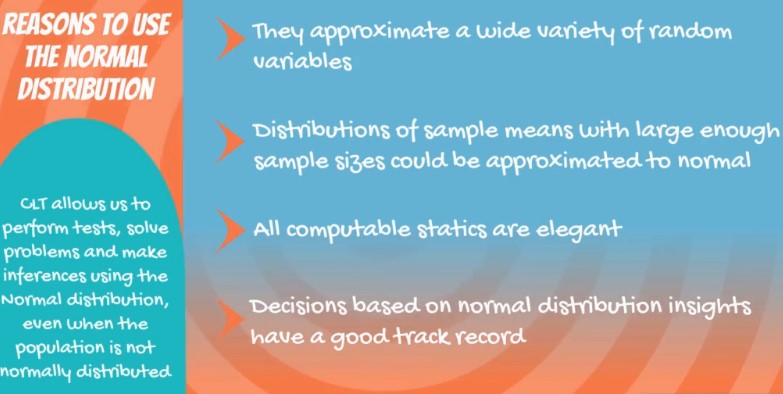 REASONS TO USE
THE NORMAL
DISTRIBUTION
CLT allows us to
perform tests, solve
problems and make
inferences using the
Normal distribution,
even when the
population is not
normally distributed
They approximate a wide variety of random
variables
Distributions of sample means with large enough
sample sizes could be approximated to normal
All computable statics are elegant
Decisions based on normal distribution insights
have a good track record